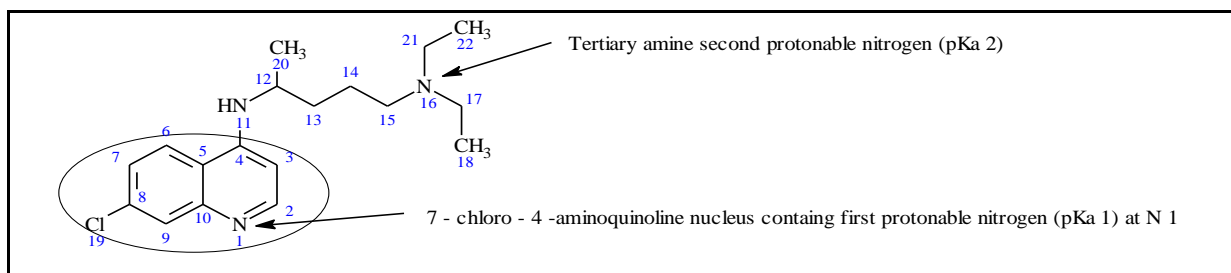 CH3
22
21
Tertiary amine second protonable nitrogen (pKa 2)
CH3
20
12
14
N
16
17
HN
11
13
15
CH3
18
6
7
5
4
3
8
Cl
19
10
2
9
N
1
7 - chloro - 4 -aminoquinoline nucleus containg first protonable nitrogen (pKa 1) at N 1